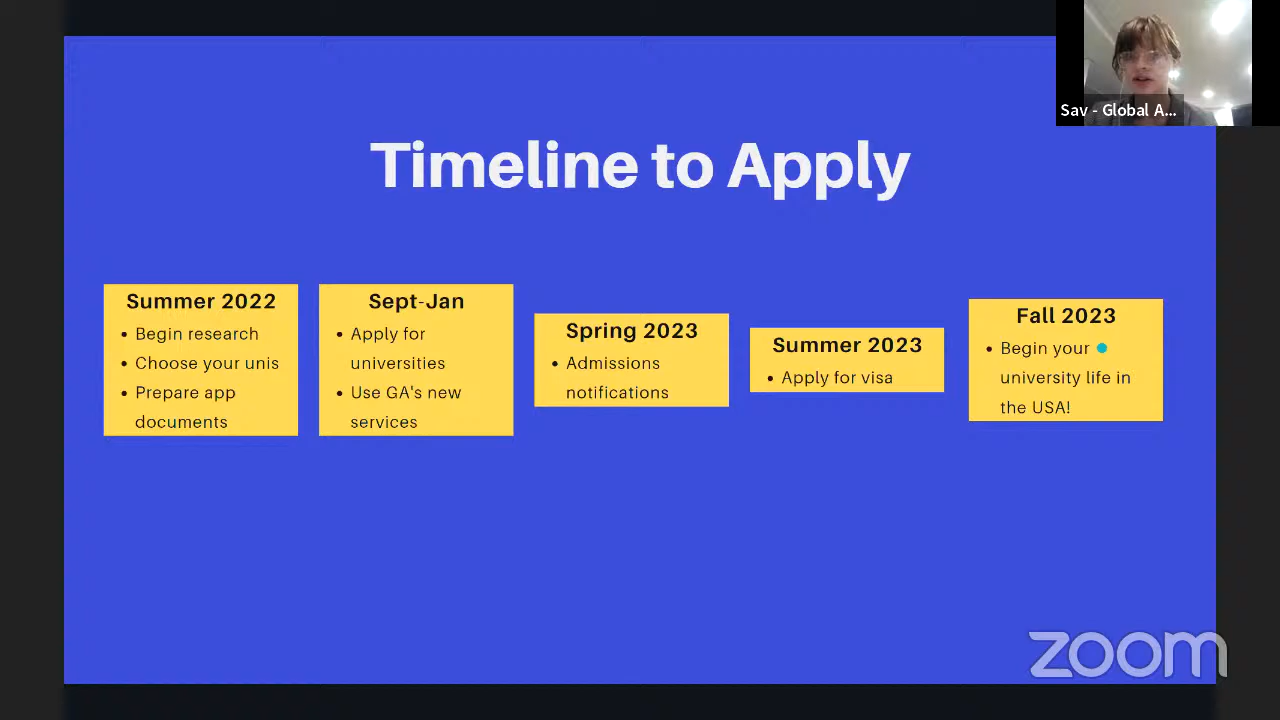 Sav - Global A...
Timeline to Apply
Summer 2022
• Begin research
• Choose your unis
• Prepare app
documents
Sept-Jan
• Apply for
universities
• Use GA's new
services
Spring 2023
• Admissions
notifications
Summer 2023
• Apply for visa
Fall 2023
• Begin your
university life in
the USA!
zoom